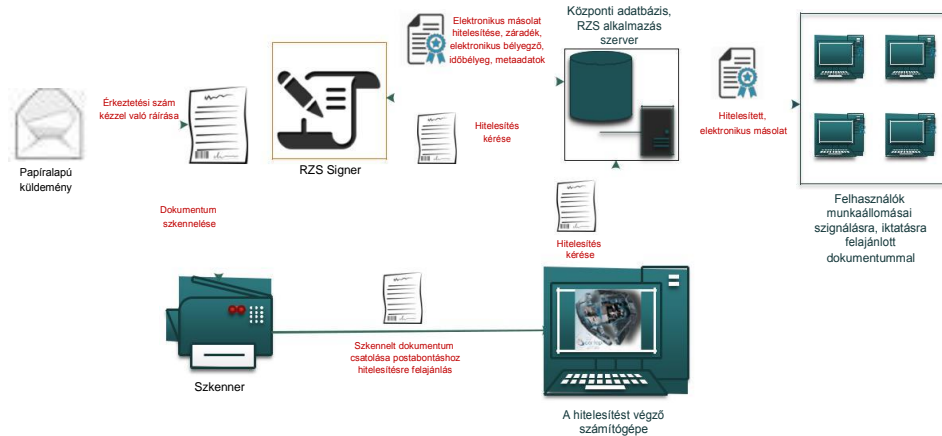 Elektronikus másolat
hitelesítése, záradék,
elektronikus bélyegző,
időbélyeg, metaadatok
Központi adatbázis,
RZS alkalmazás
szerver
Érkeztetési szám
kézzel való ráírása
Hitelesítés
kérése
Hitelesített,
elektronikus másolat
Papíralapú
küldemény
RZS Signer
Felhasználók
munkaállomásai
szignálásra, iktatásra
felajánlott
dokumentummal
Dokumentum
szkennelése
Hitelesítés
kérése
Szkennelt dokumentum
csatolása postabontáshoz
hitelesítésre felajánlás
Szkenner
A hitelesítést végző
számítógépe